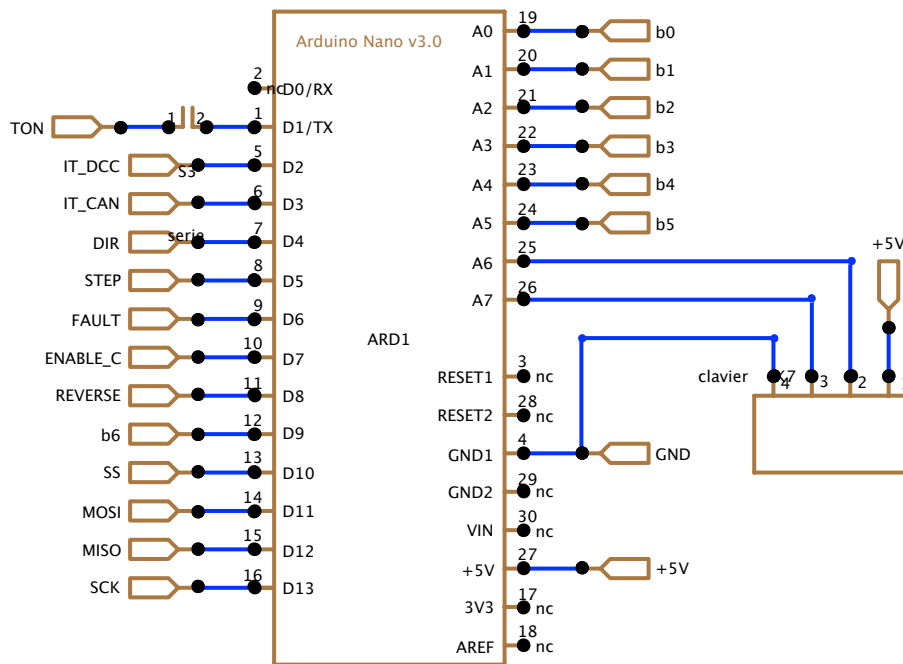 Arduino Nano v3.0
ARD1
2 nc D0/RX
TON 1 2 1 D1/TX
S3
serie
IT_DCC 5 D2
IT_CAN 6 D3
DIR 7 D4
STEP 8 D5
FAULT 9 D6
ENABLE_C 10 D7
REVERSE 11 D8
b6 12 D9
SS 13 D10
MOSI 14 D11
MISO 15 D12
SCK 16 D13
A0 19 b0
A1 20 b1
A2 21 b2
A3 22 b3
A4 23 b4
A5 24 b5
A6 25
A7 26
RESET1 3 nc
RESET2 28 nc
GND1 4 GND
GND2 29 nc
VIN 30 nc
+5V 27 +5V
3V3 17 nc
AREF 18 nc
+5V
clavier
4 3 2